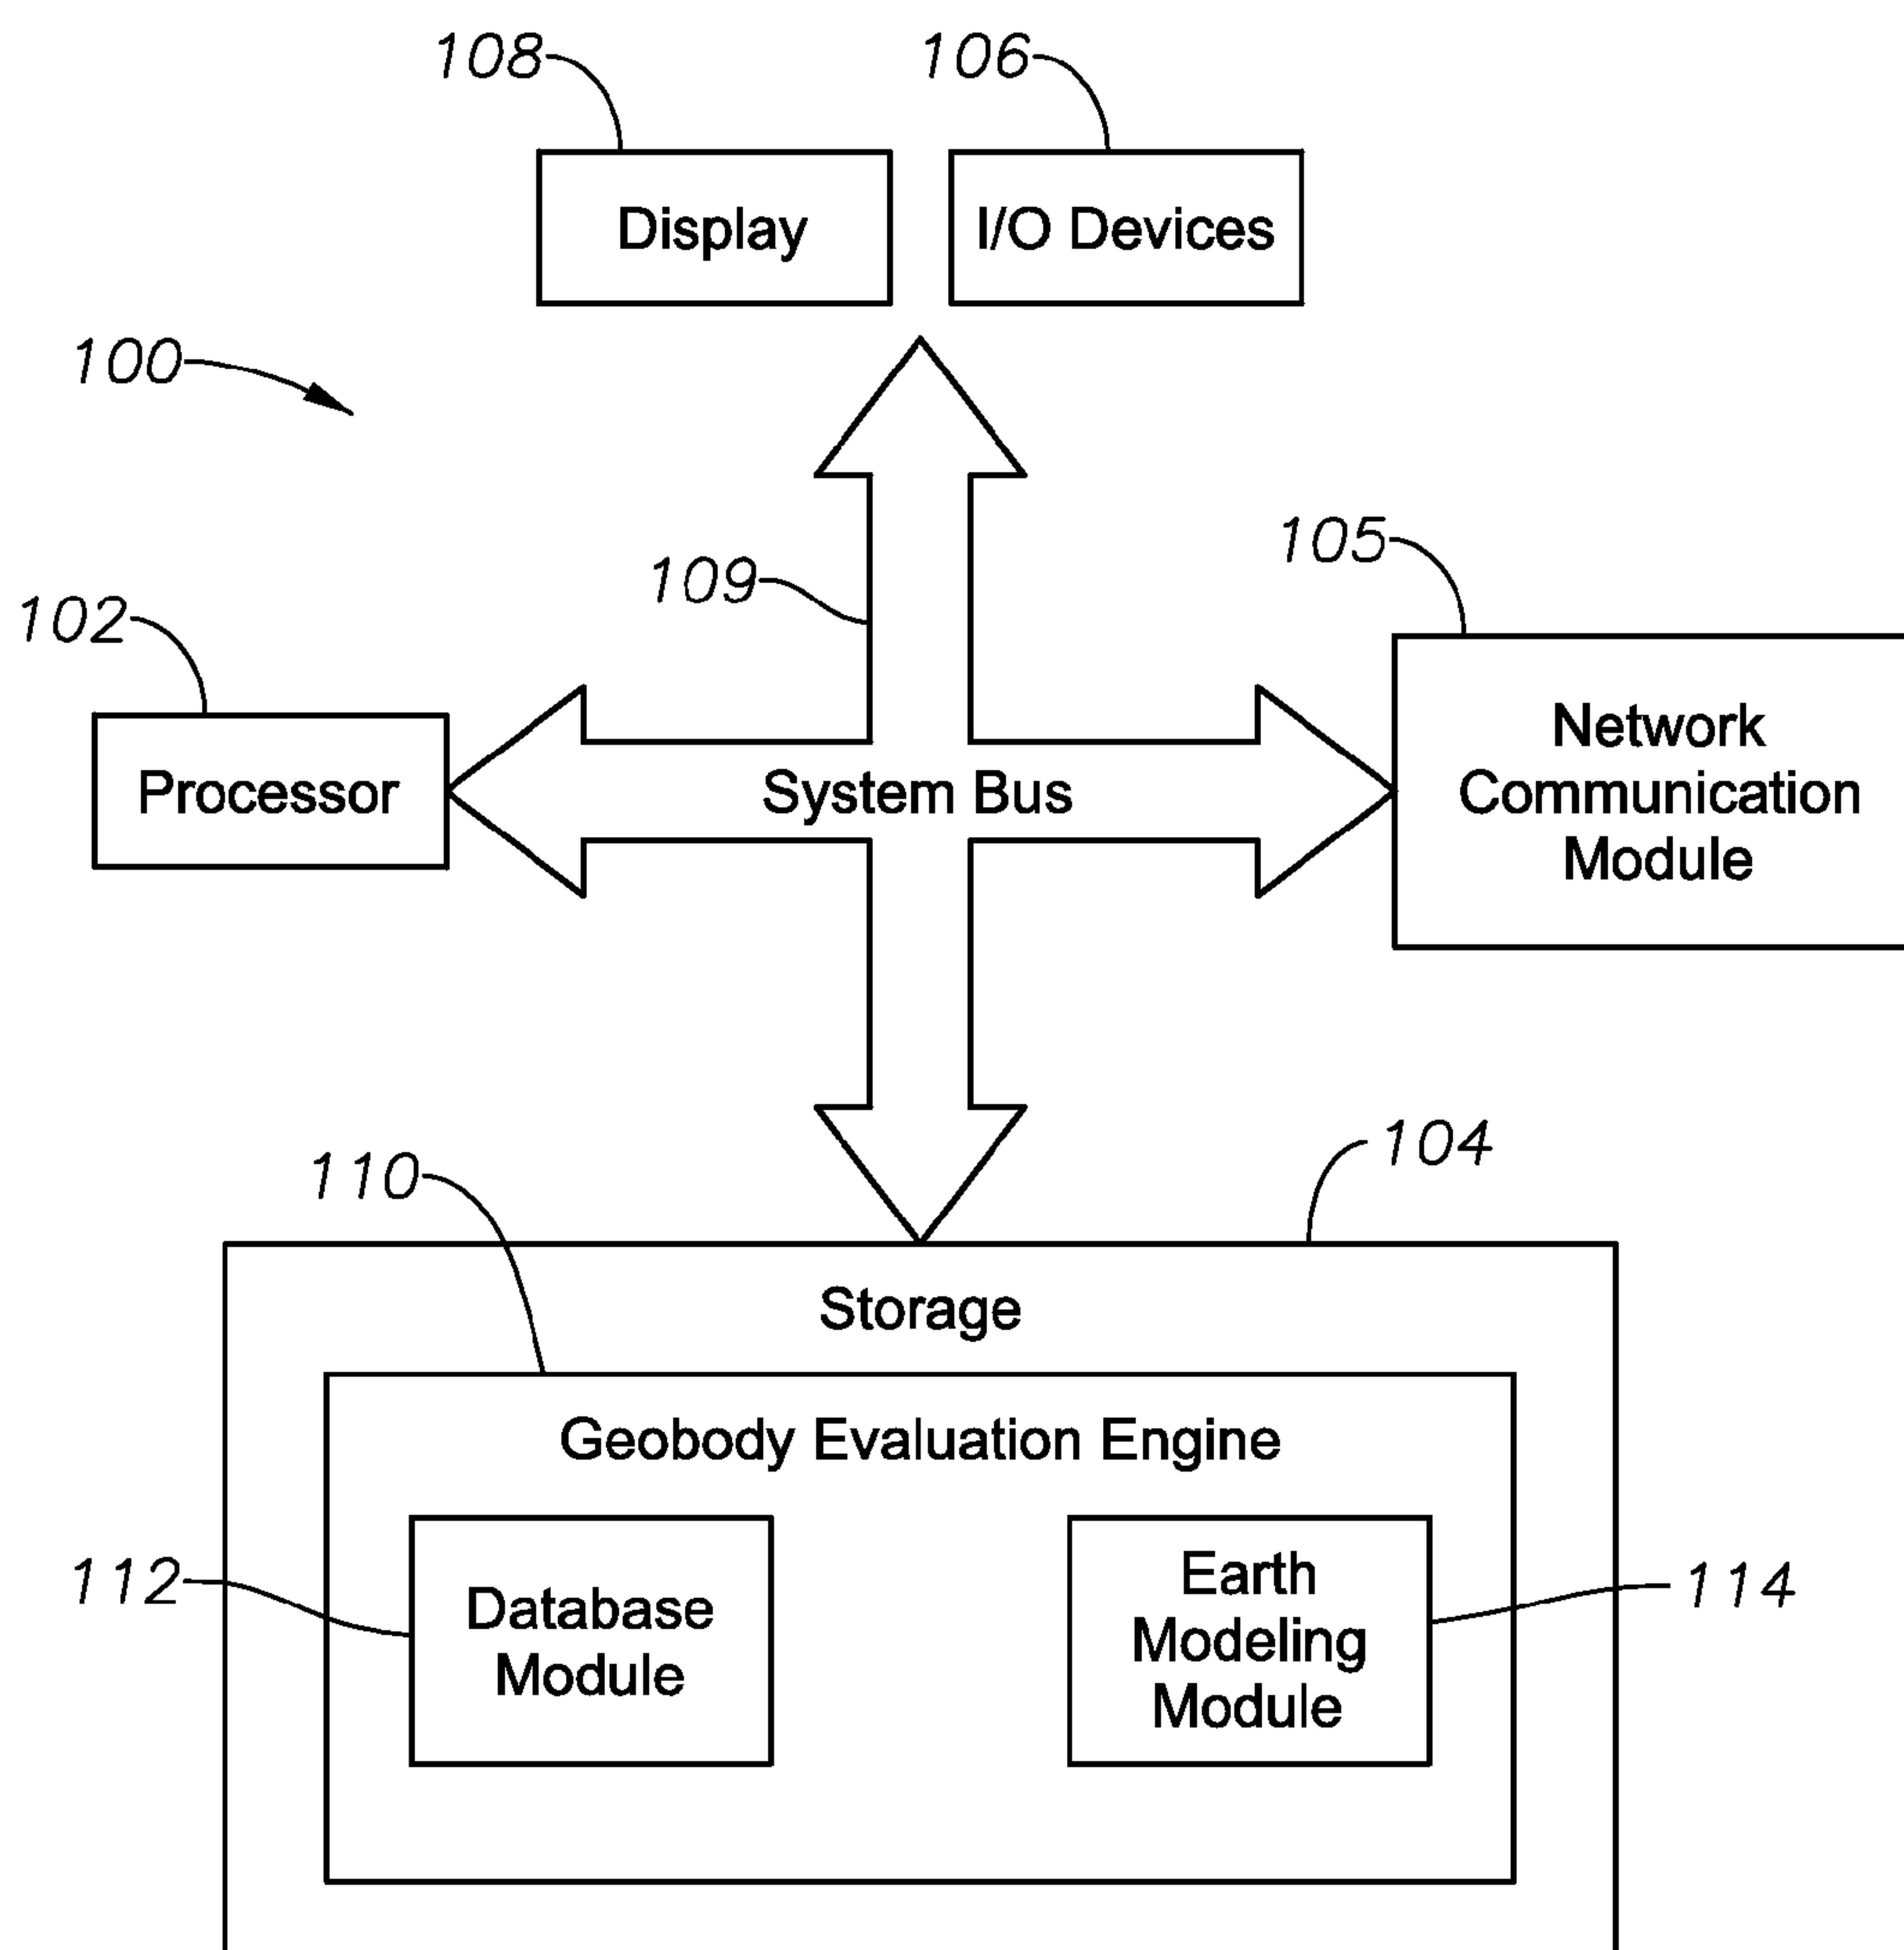 108
106
Display
I/O Devices
100
109
105
102
Processor
System Bus
Network
Communication
Module
104
110
Storage
Geobody Evaluation Engine
112
Database
Module
Earth
Modeling
Module
114